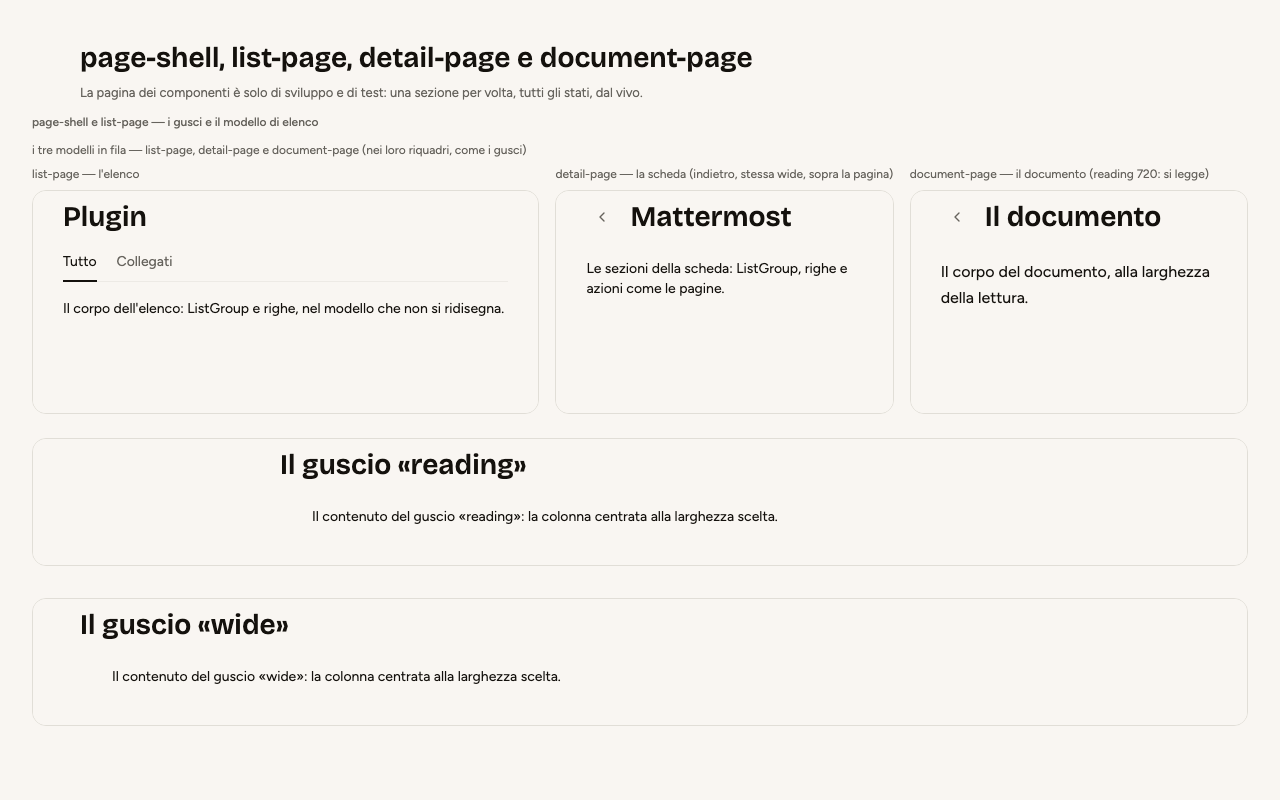 page-shell, list-page, detail-page e document-page
La pagina dei componenti è solo di sviluppo e di test: una sezione per volta, tutti gli stati, dal vivo.
page-shell e list-page — i gusci e il modello di elenco
i tre modelli in fila — list-page, detail-page e document-page (nei loro riquadri, come i gusci)
list-page — l'elenco
Plugin
Tutto Collegati
Il corpo dell'elenco: ListGroup e righe, nel modello che non si ridisegna.
detail-page — la scheda (indietro, stessa wide, sopra la pagina)
Mattermost
Le sezioni della scheda: ListGroup, righe e
azioni come le pagine.
document-page — il documento (reading 720: si legge)
Il documento
Il corpo del documento, alla larghezza
della lettura.
Il guscio «reading»
Il contenuto del guscio «reading»: la colonna centrata alla larghezza scelta.
Il guscio «wide»
Il contenuto del guscio «wide»: la colonna centrata alla larghezza scelta.